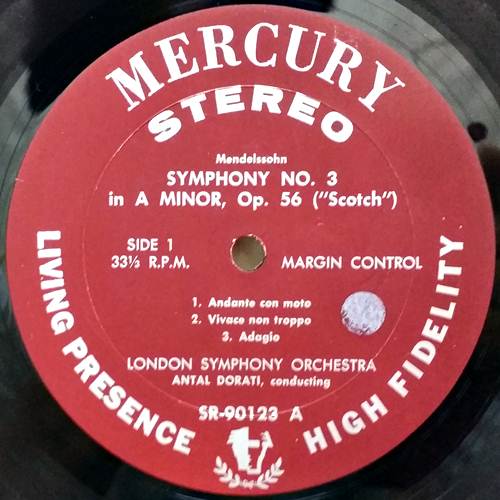 MERCURY
STEREO
Mendelssohn
SYMPHONY NO. 3
in A MINOR, Op. 56 ("Scotch")
SIDE 1
33⅓ R.P.M.
MARGIN CONTROL
1. Andante con moto
2. Vivace non troppo
3. Adagio
LONDON SYMPHONY ORCHESTRA
ANTAL DORATI, conducting
SR-90123 A
LIVING PRESENCE
HIGH FIDELITY